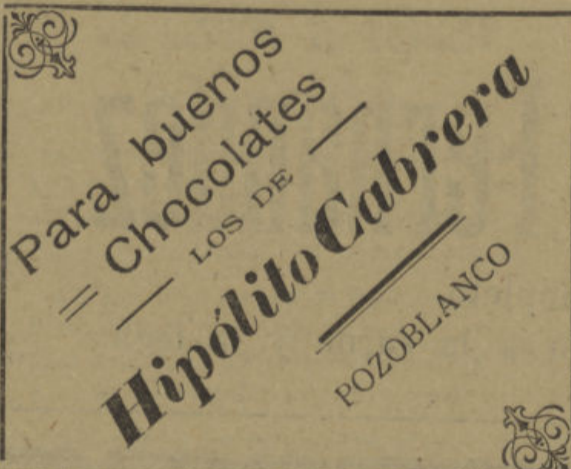 Para buenos
Chocolates
LOS DE
Hipólito Cabrera
POZOBLANCO